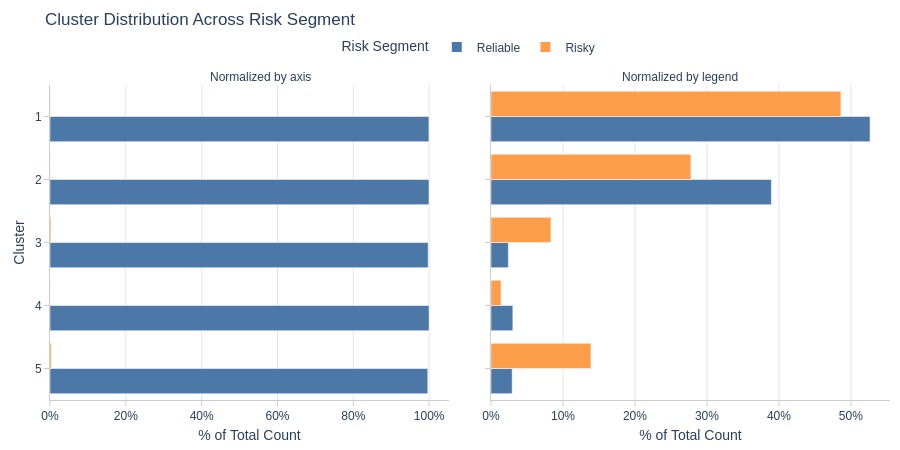 Cluster Distribution Across Risk Segment
Risk Segment
Reliable
Risky
Normalized by axis
Normalized by legend
Cluster
1
2
3
4
5
0%
20%
40%
60%
80%
100%
0%
10%
20%
30%
40%
50%
% of Total Count
% of Total Count